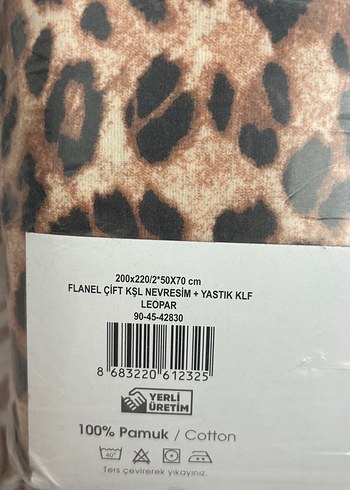 200x220/2*50X70 cm
FLANEL ÇİFT KŞL NEVRESİM + YASTIK KLF
LEOPAR
90-45-42830
8 683220 612325
YERLİ
ÜRETİM
100% Pamuk / Cotton
40°
Ters çevirerek yıkayınız.